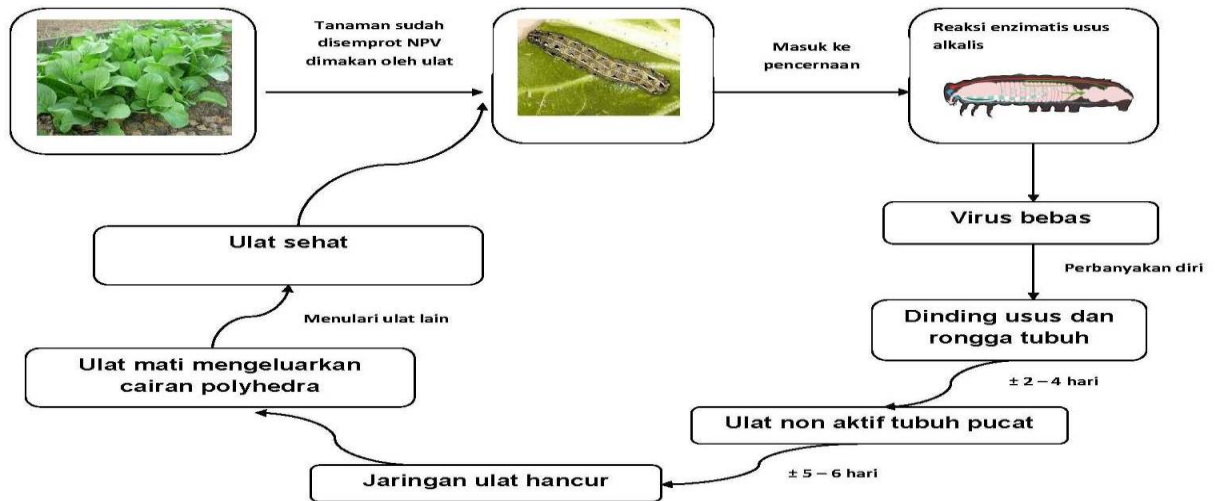 Tanaman sudah
disemprot NPV
dimakan oleh ulat
Masuk ke
pencernaan
Reaksi enzimatis usus
alkalis
Virus bebas
Perbanyakan diri
Dinding usus dan
rongga tubuh
± 2 – 4 hari
Ulat non aktif tubuh pucat
± 5 – 6 hari
Jaringan ulat hancur
Ulat mati mengeluarkan
cairan polyhedra
Menulari ulat lain
Ulat sehat